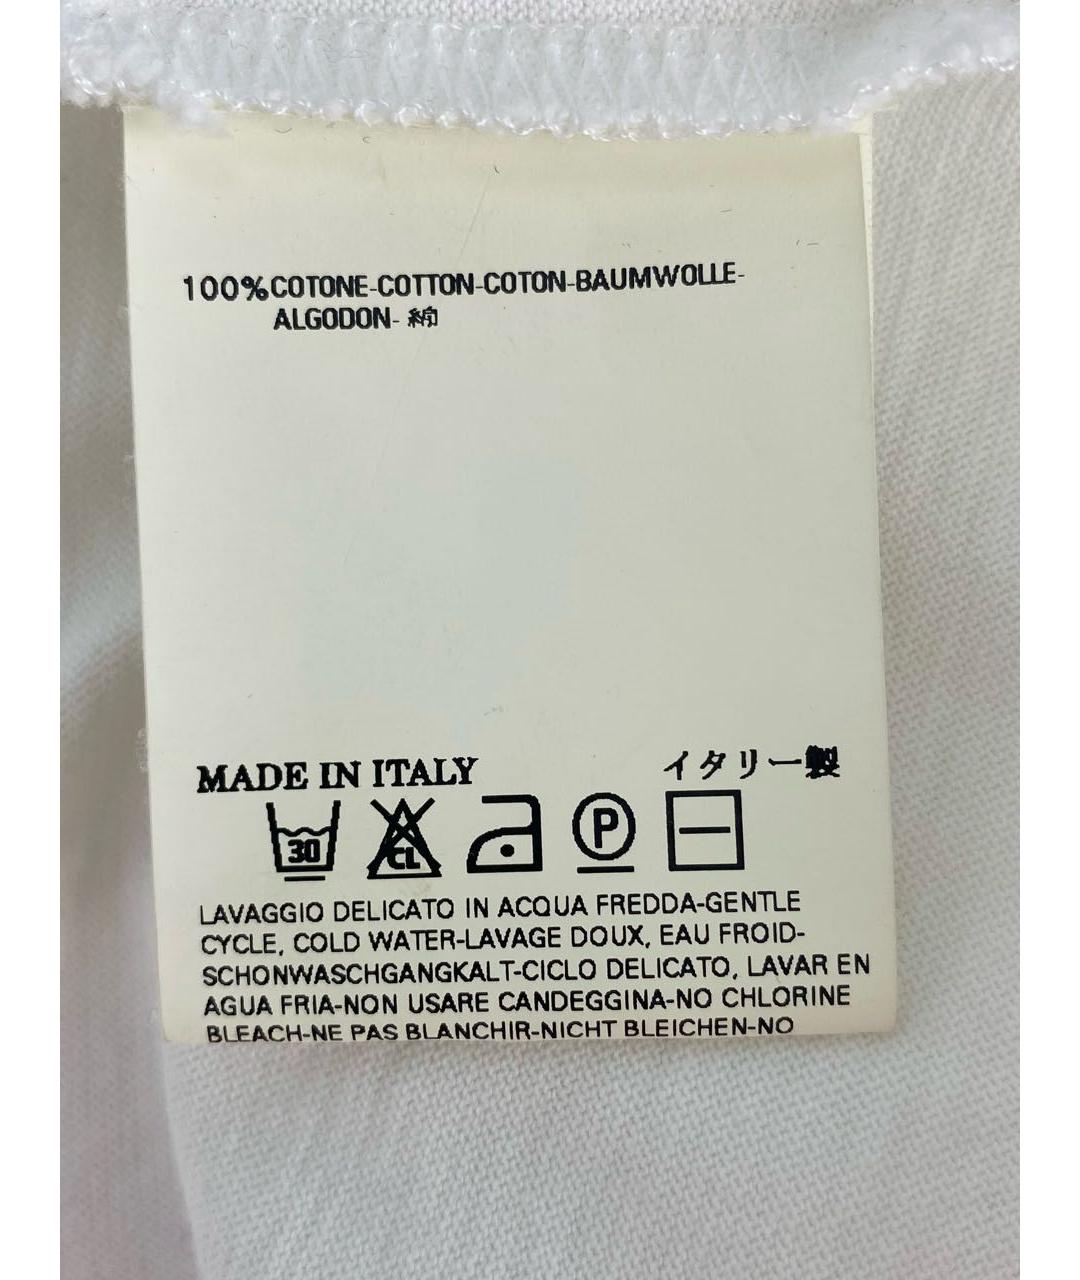 100%COTONE-COTTON-COTON-BAUMWOLLE-
ALGODON- 綿
MADE IN ITALY イタリー製
30 CL P
LAVAGGIO DELICATO IN ACQUA FREDDA-GENTLE
CYCLE, COLD WATER-LAVAGE DOUX, EAU FROID-
SCHONWASCHGANGKALT-CICLO DELICATO, LAVAR EN
AGUA FRIA-NON USARE CANDEGGINA-NO CHLORINE
BLEACH-NE PAS BLANCHIR-NICHT BLEICHEN-NO